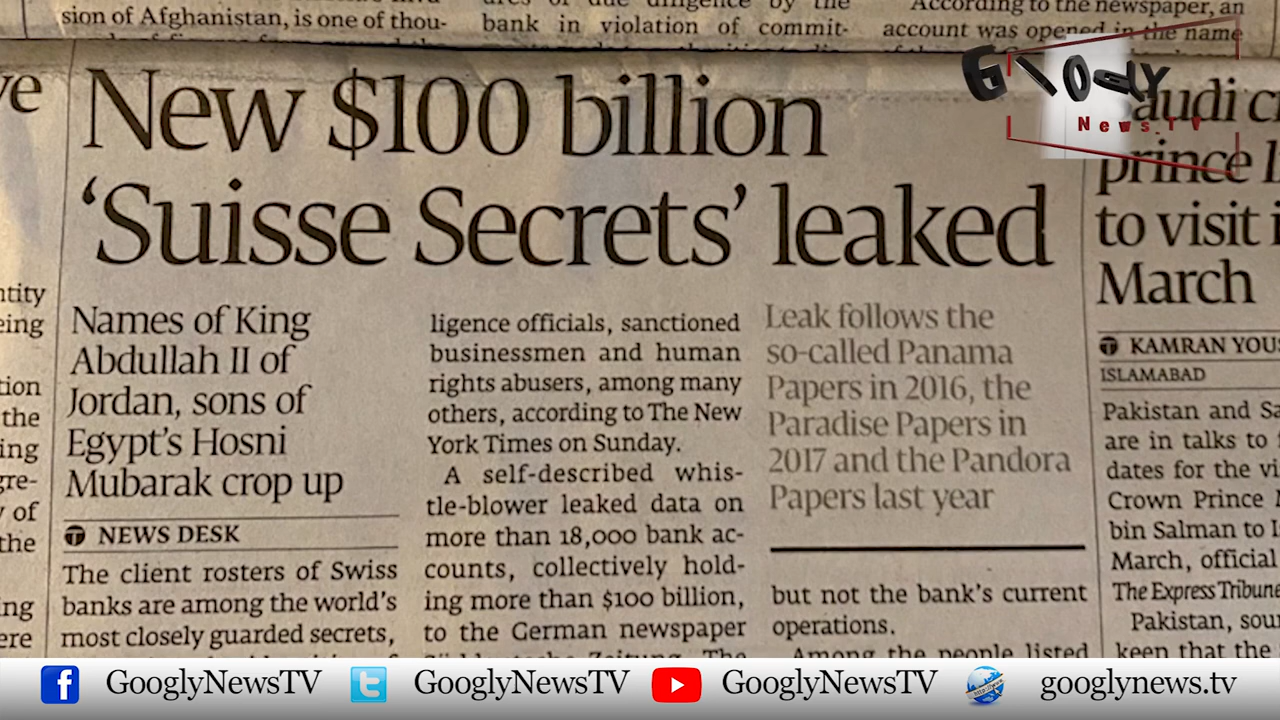 sion of Afghanistan, is one of thou-
bank in violation of commit-
According to the newspaper, an
account was opened in the name
GlOGLY
News.TV
New $100 billion
‘Suisse Secrets’ leaked
Names of King
Abdullah II of
Jordan, sons of
Egypt’s Hosni
Mubarak crop up
NEWS DESK
The client rosters of Swiss
banks are among the world’s
most closely guarded secrets,
ligence officials, sanctioned
businessmen and human
rights abusers, among many
others, according to The New
York Times on Sunday.
A self-described whis-
tle-blower leaked data on
more than 18,000 bank ac-
counts, collectively hold-
ing more than $100 billion,
to the German newspaper
Leak follows the
so-called Panama
Papers in 2016, the
Paradise Papers in
2017 and the Pandora
Papers last year
but not the bank’s current
operations.
Among the people listed
audi c
prince
to visit i
March
KAMRAN YOU
ISLAMABAD
Pakistan and Sa
are in talks to
dates for the vi
Crown Prince
bin Salman to I
March, official
The Express Tribune
Pakistan, sou
keen that the
GooglyNewsTV
GooglyNewsTV
GooglyNewsTV
googlynews.tv